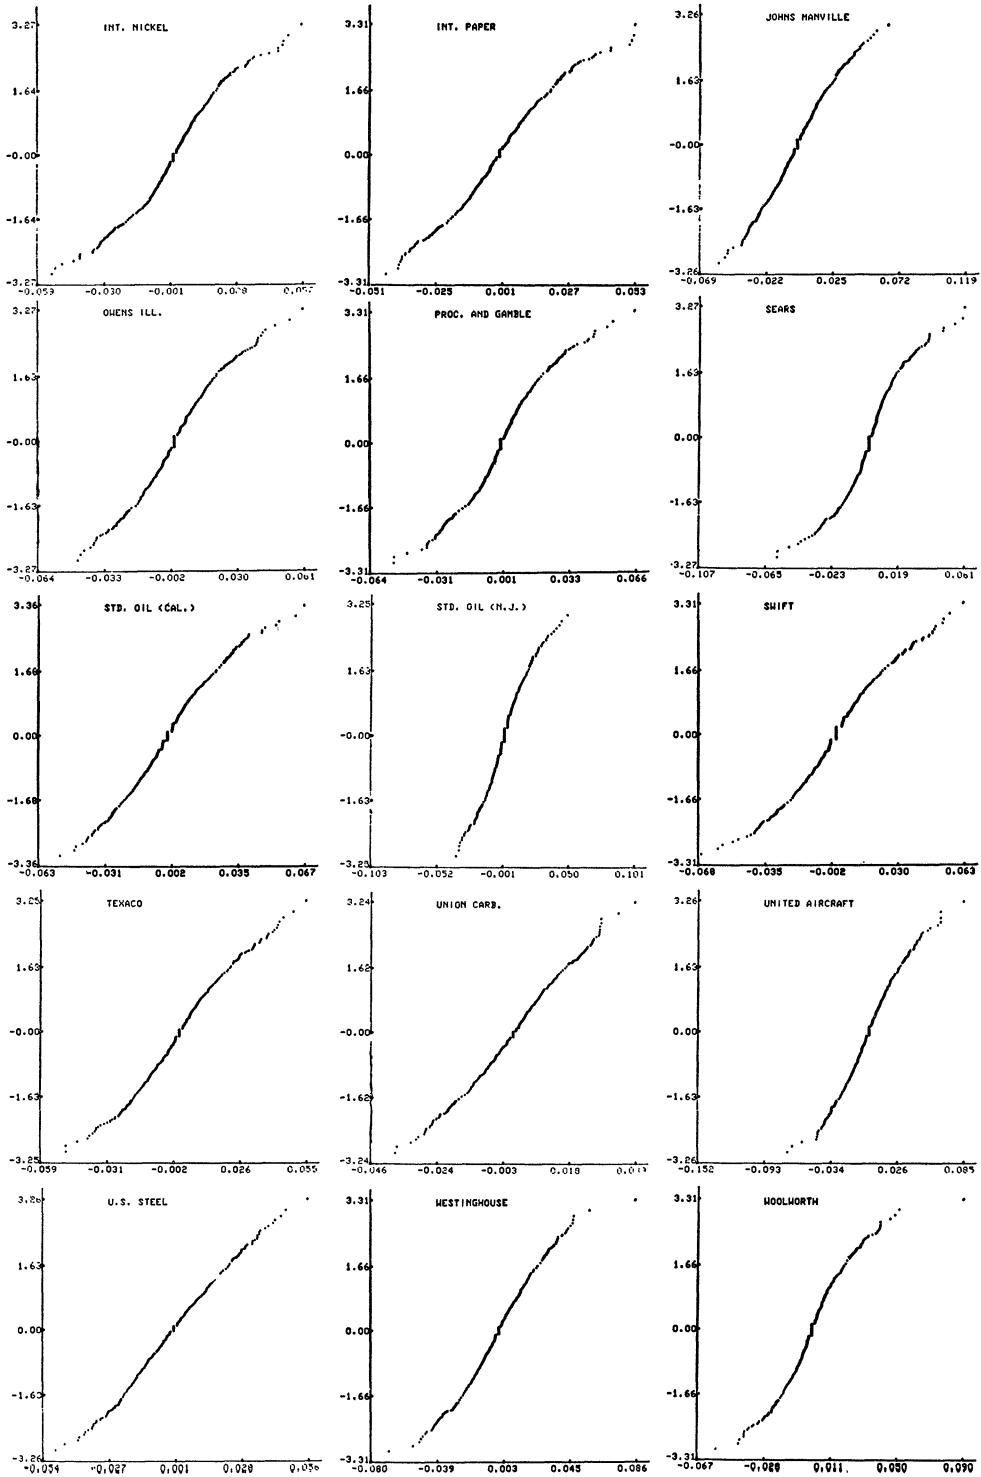 INT. NICKEL
3.27
1.64
-0.00
-1.64
-3.27
-0.059 -0.030 -0.001 0.028
INT. PAPER
3.31
1.66
0.00
-1.66
-3.31
-0.051 -0.025 0.001 0.027 0.053
JOHNS MANVILLE
3.26
1.63
-0.00
-1.63
-3.26
-0.069 -0.022 0.025 0.072 0.119
OWENS ILL.
3.27
1.63
-0.00
-1.63
-3.27
-0.064 -0.033 -0.002 0.030 0.061
PROC. AND GAMBLE
3.31
1.66
0.00
-1.66
-3.31
-0.064 -0.031 0.001 0.033 0.066
SEARS
3.27
1.63
0.00
-1.63
-3.27
-0.107 -0.065 -0.023 0.019 0.061
STD. OIL (CAL.)
3.36
1.68
0.00
-1.68
-3.36
-0.063 -0.031 0.002 0.035 0.067
STD. OIL (N.J.)
3.25
1.63
-0.00
-1.63
-3.25
-0.103 -0.052 -0.001 0.050 0.101
SWIFT
3.31
1.66
0.00
-1.66
-3.31
-0.068 -0.035 -0.002 0.030 0.063
TEXACO
3.25
1.63
-0.00
-1.63
-3.25
-0.059 -0.031 -0.002 0.026 0.055
UNION CARB.
3.24
1.62
-0.00
-1.62
-3.24
-0.046 -0.024 -0.003 0.019
UNITED AIRCRAFT
3.26
1.63
0.00
-1.63
-3.26
-0.152 -0.093 -0.034 0.026 0.085
U.S. STEEL
3.26
1.63
0.00
-1.63
-3.26
-0.054 -0.027 0.001 0.028 0.056
WESTINGHOUSE
3.31
1.66
0.00
-1.66
-3.31
-0.080 -0.039 0.003 0.045 0.086
WOOLWORTH
3.31
1.66
0.00
-1.66
-3.31
-0.067 -0.028 0.011 0.050 0.090